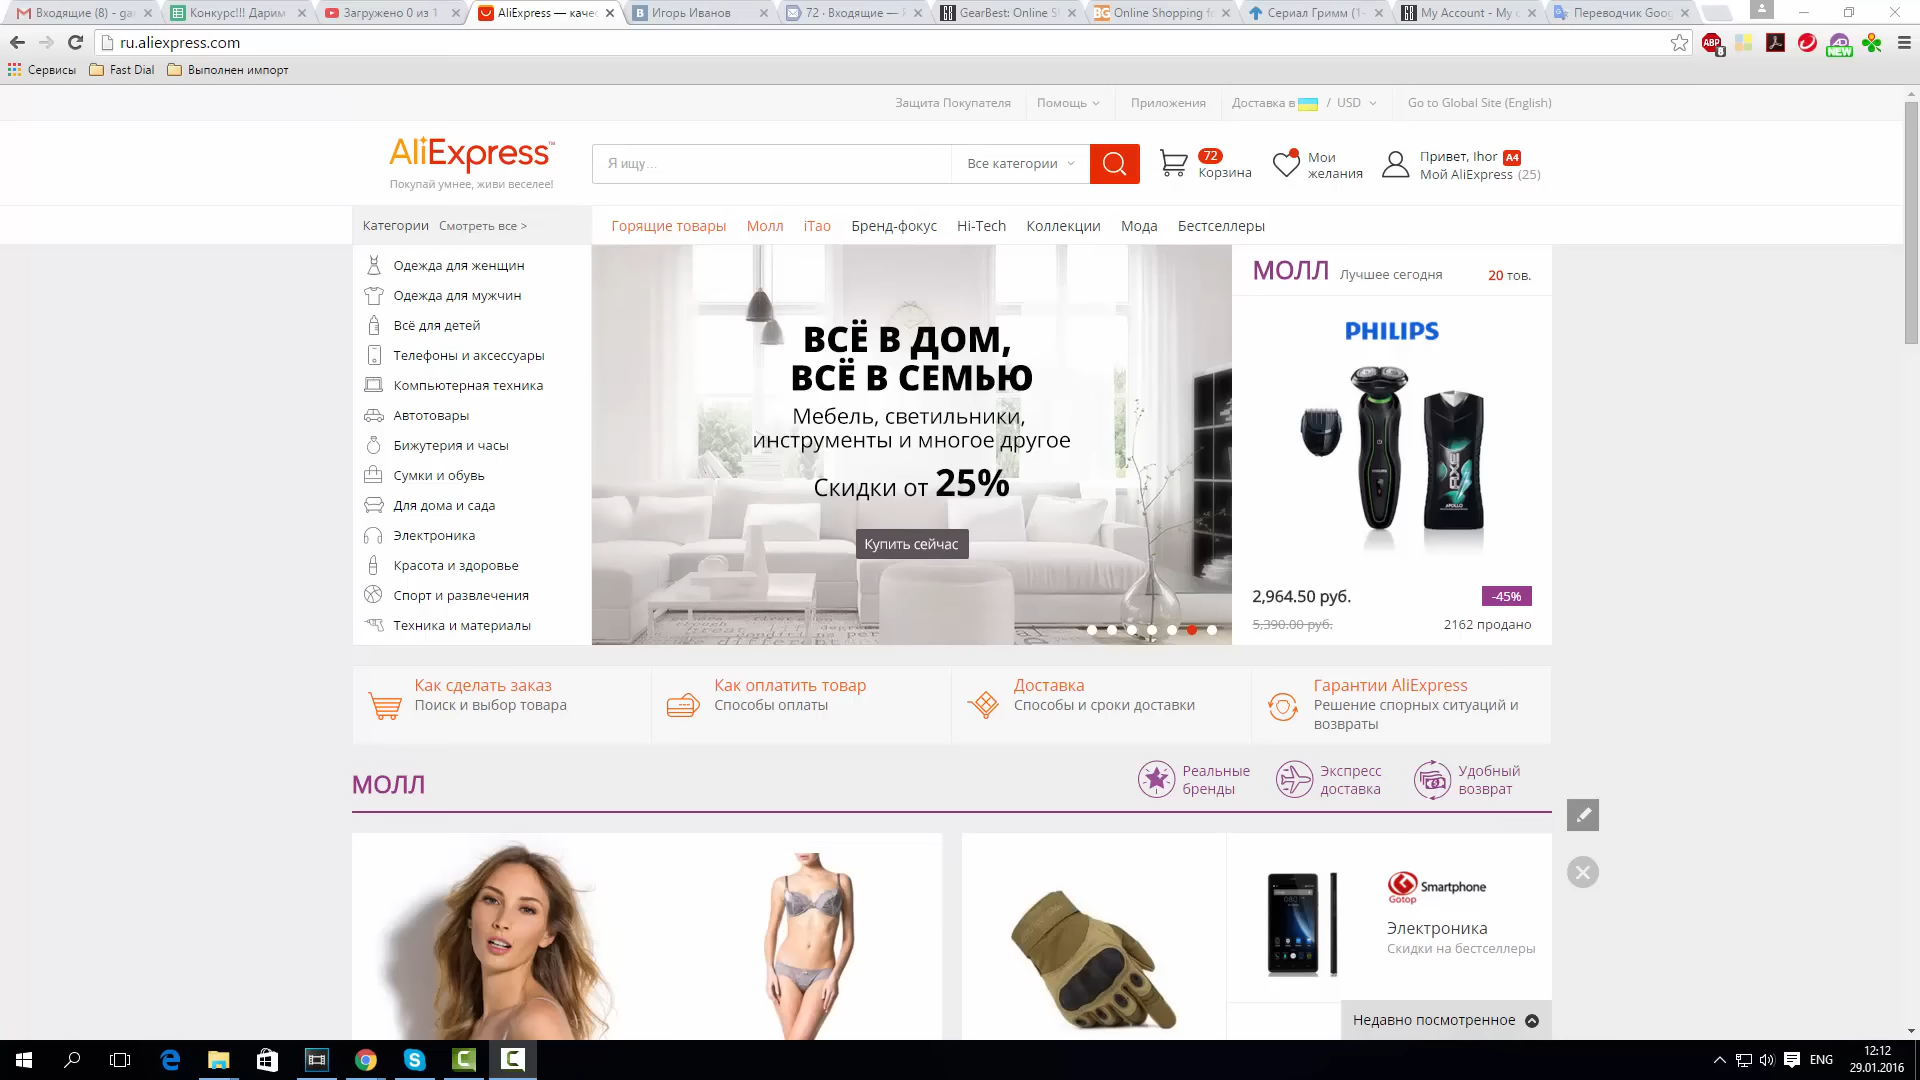 Входящие (8) - ga
Конкурс!!! Дарим
Загружено 0 из 1
AliExpress — каче
Игорь Иванов
72 · Входящие —
GearBest: Online S
Online Shopping fo
Сериал Гримм (1-
My Account - My
Переводчик Goog
ru.aliexpress.com
ABP 8
NEW
Сервисы Fast Dial Выполнен импорт
Защита Покупателя Помощь Приложения Доставка в / USD Go to Global Site (English)
AliExpress™
Покупай умнее, живи веселее!
Я ищу...
Все категории
72
Корзина
Мои
желания
Привет, Ihor A4
Мой AliExpress (25)
Категории Смотреть все >
Горящие товары Молл iTao Бренд-фокус Hi-Tech Коллекции Мода Бестселлеры
Одежда для женщин
Одежда для мужчин
Всё для детей
Телефоны и аксессуары
Компьютерная техника
Автотовары
Бижутерия и часы
Сумки и обувь
Для дома и сада
Электроника
Красота и здоровье
Спорт и развлечения
Техника и материалы
ВСЁ В ДОМ,
ВСЁ В СЕМЬЮ
Мебель, светильники,
инструменты и многое другое
Скидки от 25%
Купить сейчас
МОЛЛ Лучшее сегодня 20 тов.
PHILIPS
AXE
APOLLO
2,964.50 руб. -45%
5,390.00 руб. 2162 продано
Как сделать заказ
Поиск и выбор товара
Как оплатить товар
Способы оплаты
Доставка
Способы и сроки доставки
Гарантии AliExpress
Решение спорных ситуаций и
возвраты
МОЛЛ
Реальные
бренды
Экспресс
доставка
Удобный
возврат
Gotop Smartphone
Электроника
Скидки на бестселлеры
Недавно посмотренное
ENG
12:12
29.01.2016